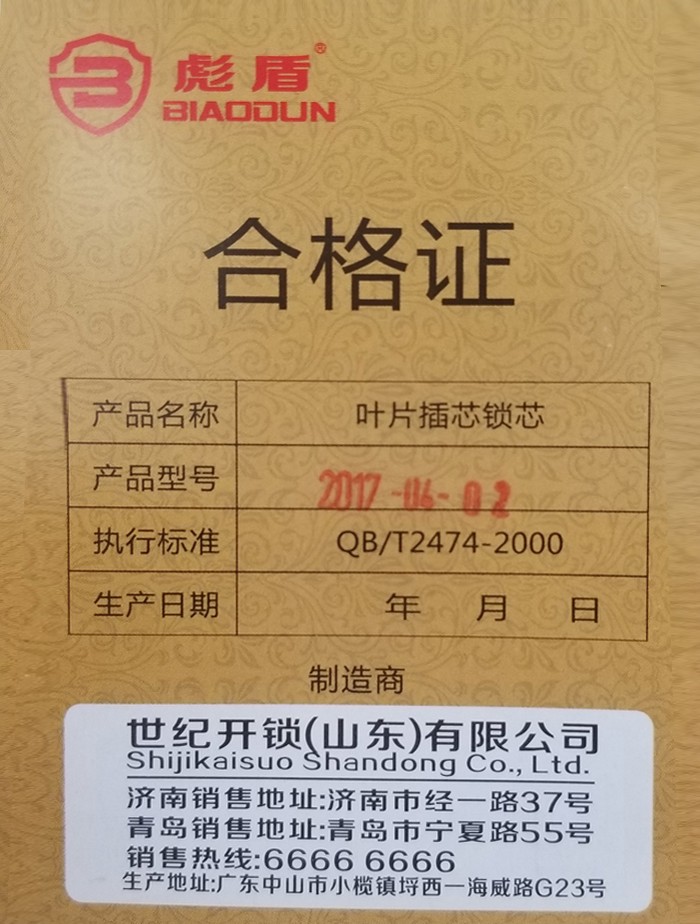 彪盾®
BIAODUN
合格证
产品名称 叶片插芯锁芯
产品型号 2017-04-02
执行标准 QB/T2474-2000
生产日期 年 月 日
制造商
世纪开锁(山东)有限公司
Shijikaisuo Shandong Co., Ltd.
济南销售地址:济南市经一路37号
青岛销售地址:青岛市宁夏路55号
销售热线:6666 6666
生产地址:广东中山市小榄镇埒西一海威路G23号